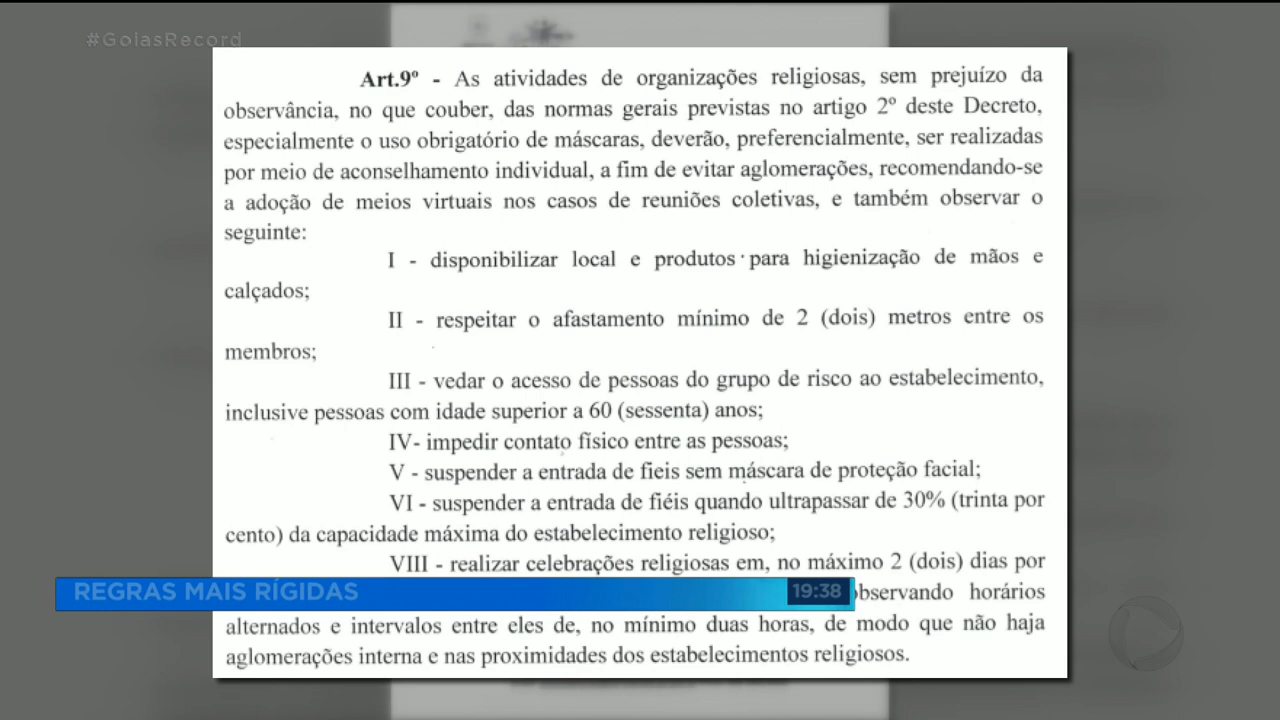 #GoiasRecord
Art.9º - As atividades de organizações religiosas, sem prejuízo da
observância, no que couber, das normas gerais previstas no artigo 2º deste Decreto,
especialmente o uso obrigatório de máscaras, deverão, preferencialmente, ser realizadas
por meio de aconselhamento individual, a fim de evitar aglomerações, recomendando-se
a adoção de meios virtuais nos casos de reuniões coletivas, e também observar o
seguinte:
I - disponibilizar local e produtos para higienização de mãos e
calçados;
II - respeitar o afastamento mínimo de 2 (dois) metros entre os
membros;
III - vedar o acesso de pessoas do grupo de risco ao estabelecimento,
inclusive pessoas com idade superior a 60 (sessenta) anos;
IV- impedir contato físico entre as pessoas;
V - suspender a entrada de fieis sem máscara de proteção facial;
VI - suspender a entrada de fiéis quando ultrapassar de 30% (trinta por
cento) da capacidade máxima do estabelecimento religioso;
VIII - realizar celebrações religiosas em, no máximo 2 (dois) dias por
REGRAS MAIS RÍGIDAS 19:38 bservando horários
alternados e intervalos entre eles de, no mínimo duas horas, de modo que não haja
aglomerações interna e nas proximidades dos estabelecimentos religiosos.